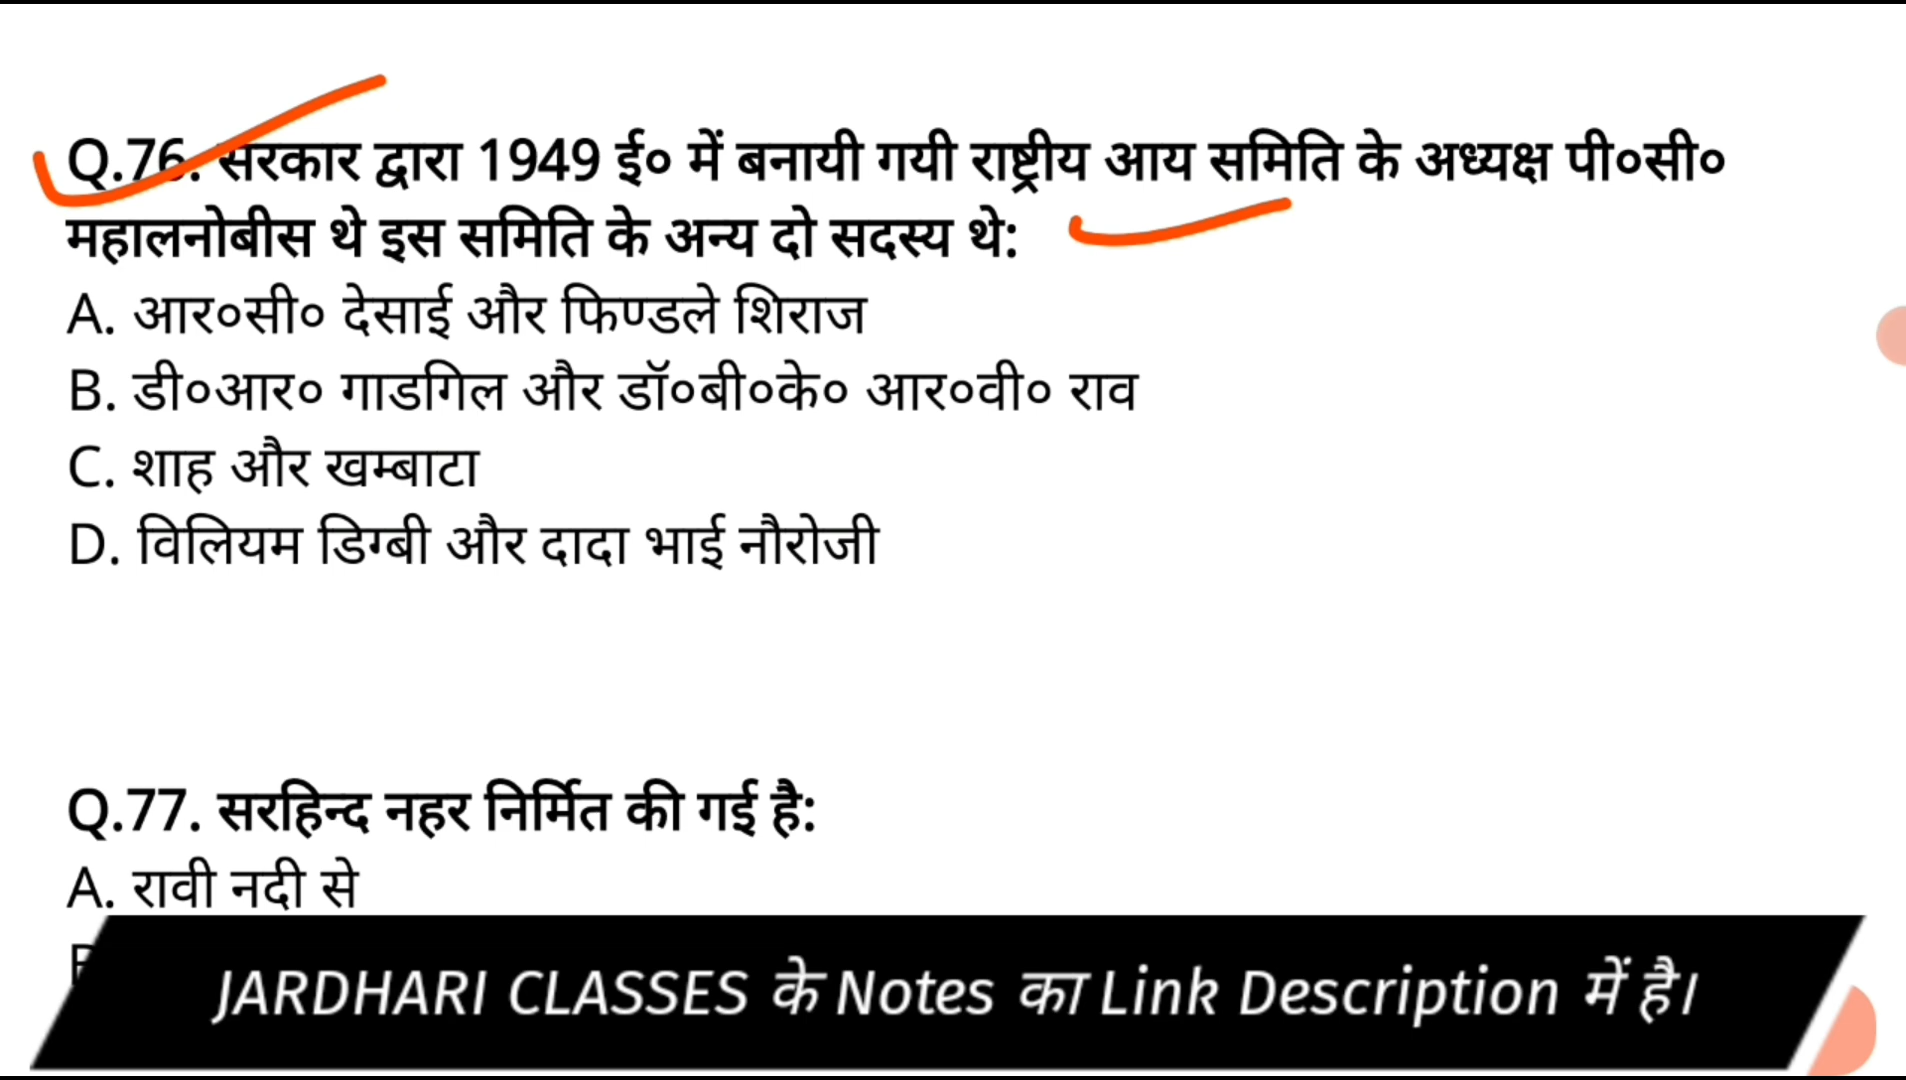 Q.76. सरकार द्वारा 1949 ई० में बनायी गयी राष्ट्रीय आय समिति के अध्यक्ष पी०सी०
महालनोबीस थे इस समिति के अन्य दो सदस्य थे:
A. आर०सी० देसाई और फिण्डले शिराज
B. डी०आर० गाडगिल और डॉ०बी०के० आर०वी० राव
C. शाह और खम्बाटा
D. विलियम डिग्बी और दादा भाई नौरोजी
Q.77. सरहिन्द नहर निर्मित की गई है:
A. रावी नदी से
JARDHARI CLASSES के Notes का Link Description में है।